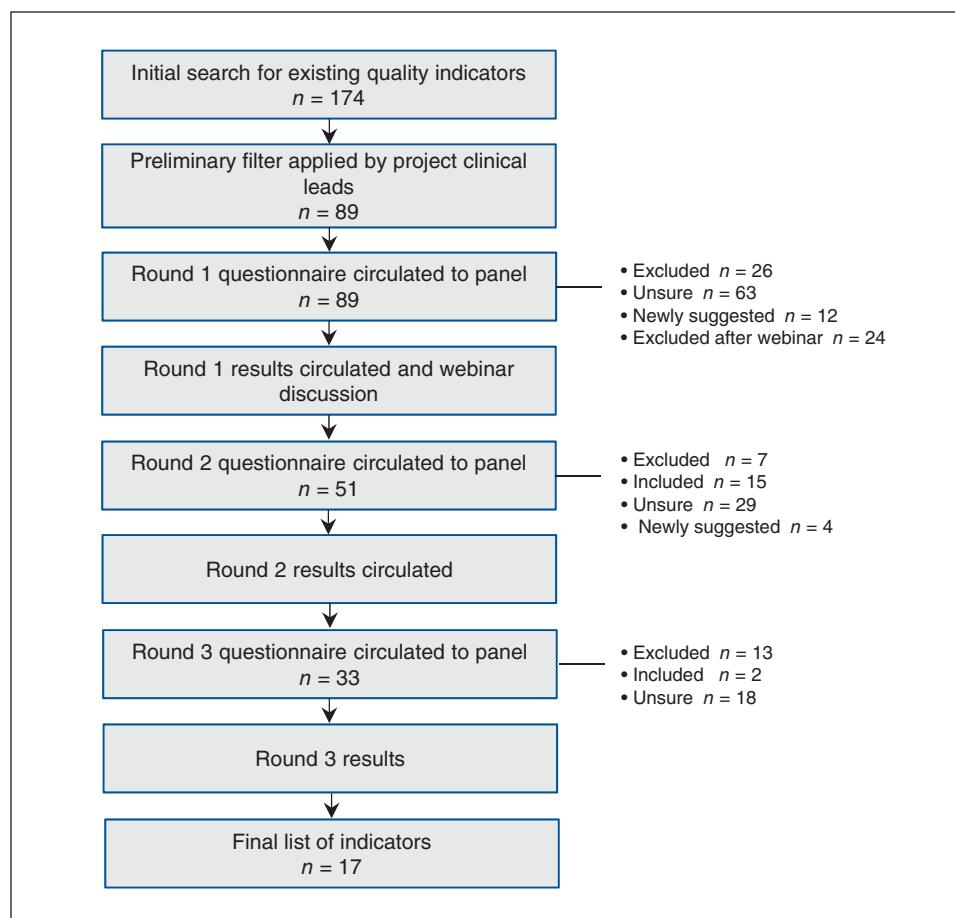 Initial search for existing quality indicators
n = 174
Preliminary filter applied by project clinical
leads
n = 89
Round 1 questionnaire circulated to panel
n = 89
• Excluded n = 26
• Unsure n = 63
• Newly suggested n = 12
• Excluded after webinar n = 24
Round 1 results circulated and webinar
discussion
Round 2 questionnaire circulated to panel
n = 51
• Excluded n = 7
• Included n = 15
• Unsure n = 29
• Newly suggested n = 4
Round 2 results circulated
Round 3 questionnaire circulated to panel
n = 33
• Excluded n = 13
• Included n = 2
• Unsure n = 18
Round 3 results
Final list of indicators
n = 17